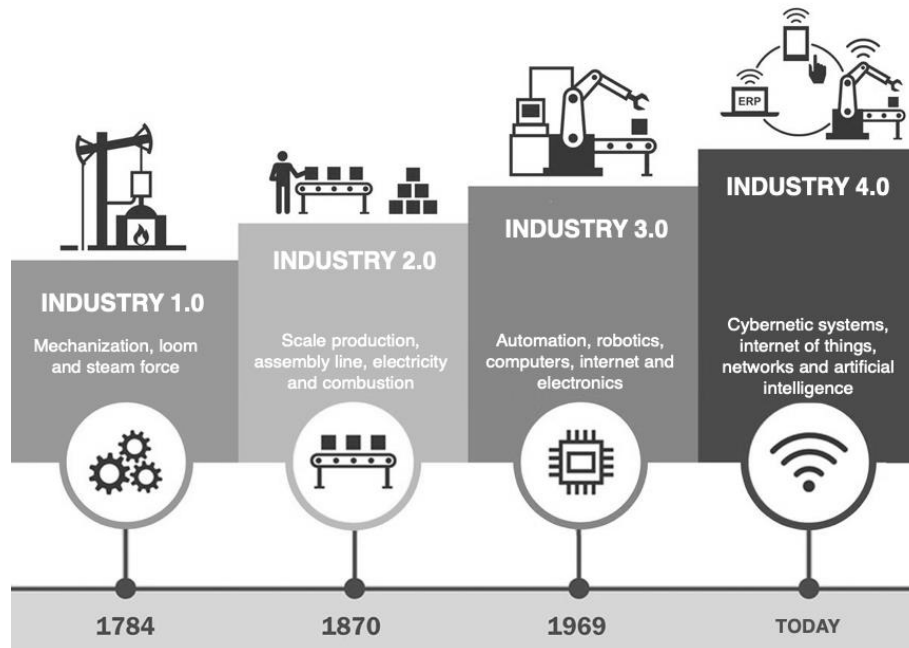 ERP
INDUSTRY 1.0
Mechanization, loom
and steam force
INDUSTRY 2.0
Scale production,
assembly line, electricity
and combustion
INDUSTRY 3.0
Automation, robotics,
computers, internet and
electronics
INDUSTRY 4.0
Cybernetic systems,
internet of things,
networks and artificial
intelligence
1784
1870
1969
TODAY